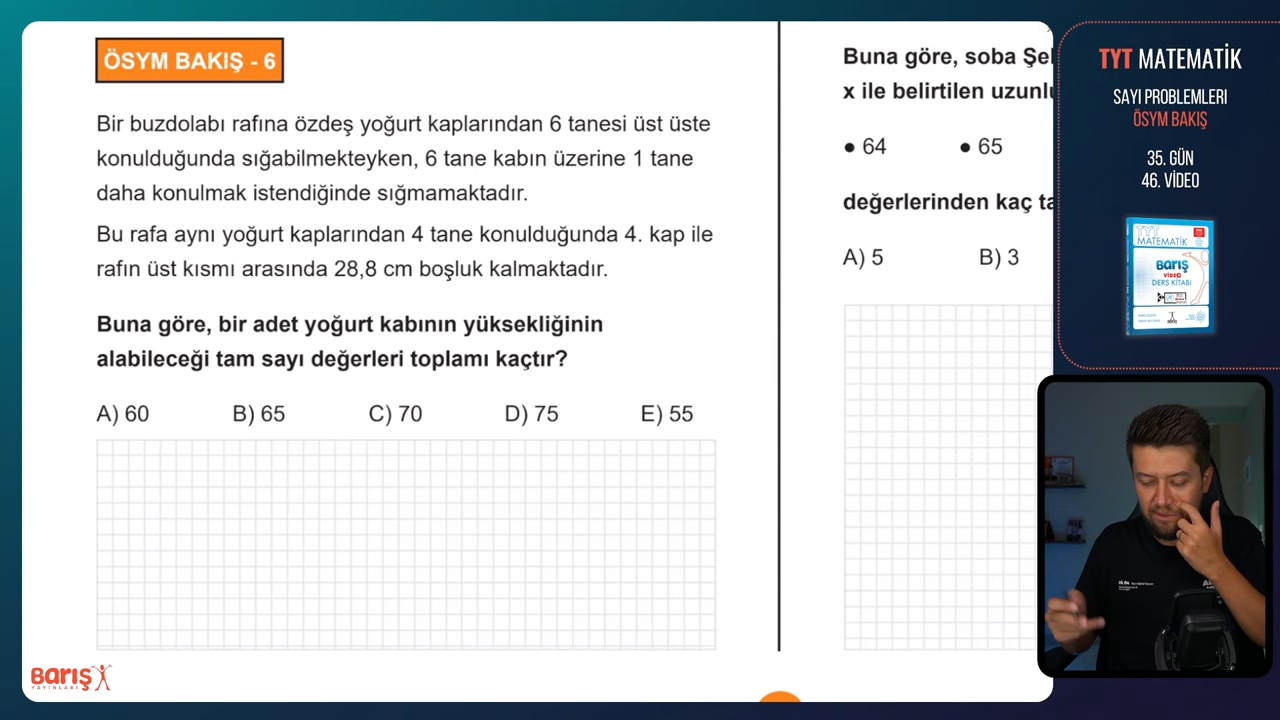 ÖSYM BAKIŞ - 6
Bir buzdolabı rafına özdeş yoğurt kaplarından 6 tanesi üst üste
konulduğunda sığabilmekteyken, 6 tane kabın üzerine 1 tane
daha konulmak istendiğinde sığmamaktadır.
Bu rafa aynı yoğurt kaplarından 4 tane konulduğunda 4. kap ile
rafın üst kısmı arasında 28,8 cm boşluk kalmaktadır.
Buna göre, bir adet yoğurt kabının yüksekliğinin
alabileceği tam sayı değerleri toplamı kaçtır?
A) 60 B) 65 C) 70 D) 75 E) 55
Buna göre, soba Şe
x ile belirtilen uzunl
● 64 ● 65
değerlerinden kaç ta
A) 5 B) 3
TYT MATEMATİK
SAYI PROBLEMLERI
ÖSYM BAKIŞ
35. GÜN
46. VİDEO
TYT
MATEMATİK
BARIŞ
VİDEO
DERS KİTABI
BARIŞ
YAYINLARI